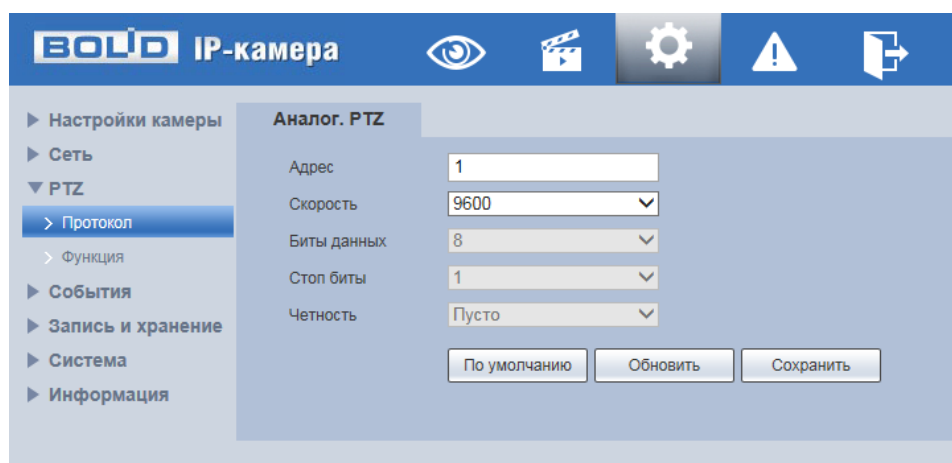 BOLID IP-камера
Настройки камеры
Сеть
PTZ
Протокол
Функция
События
Запись и хранение
Система
Информация
Аналог. PTZ
Адрес 1
Скорость 9600
Биты данных 8
Стоп биты 1
Четность Пусто
По умолчанию Обновить Сохранить